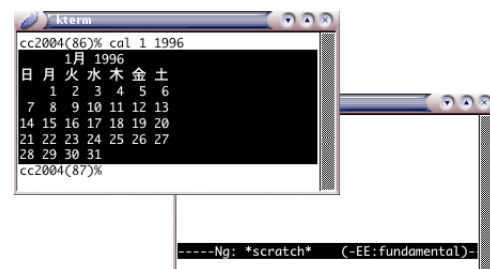 kterm
cc2004(86)% cal 1 1996
1月 1996
日 月 火 水 木 金 土
1 2 3 4 5 6
7 8 9 10 11 12 13
14 15 16 17 18 19 20
21 22 23 24 25 26 27
28 29 30 31
cc2004(87)%
-----Ng: *scratch* (-EE:fundamental)-